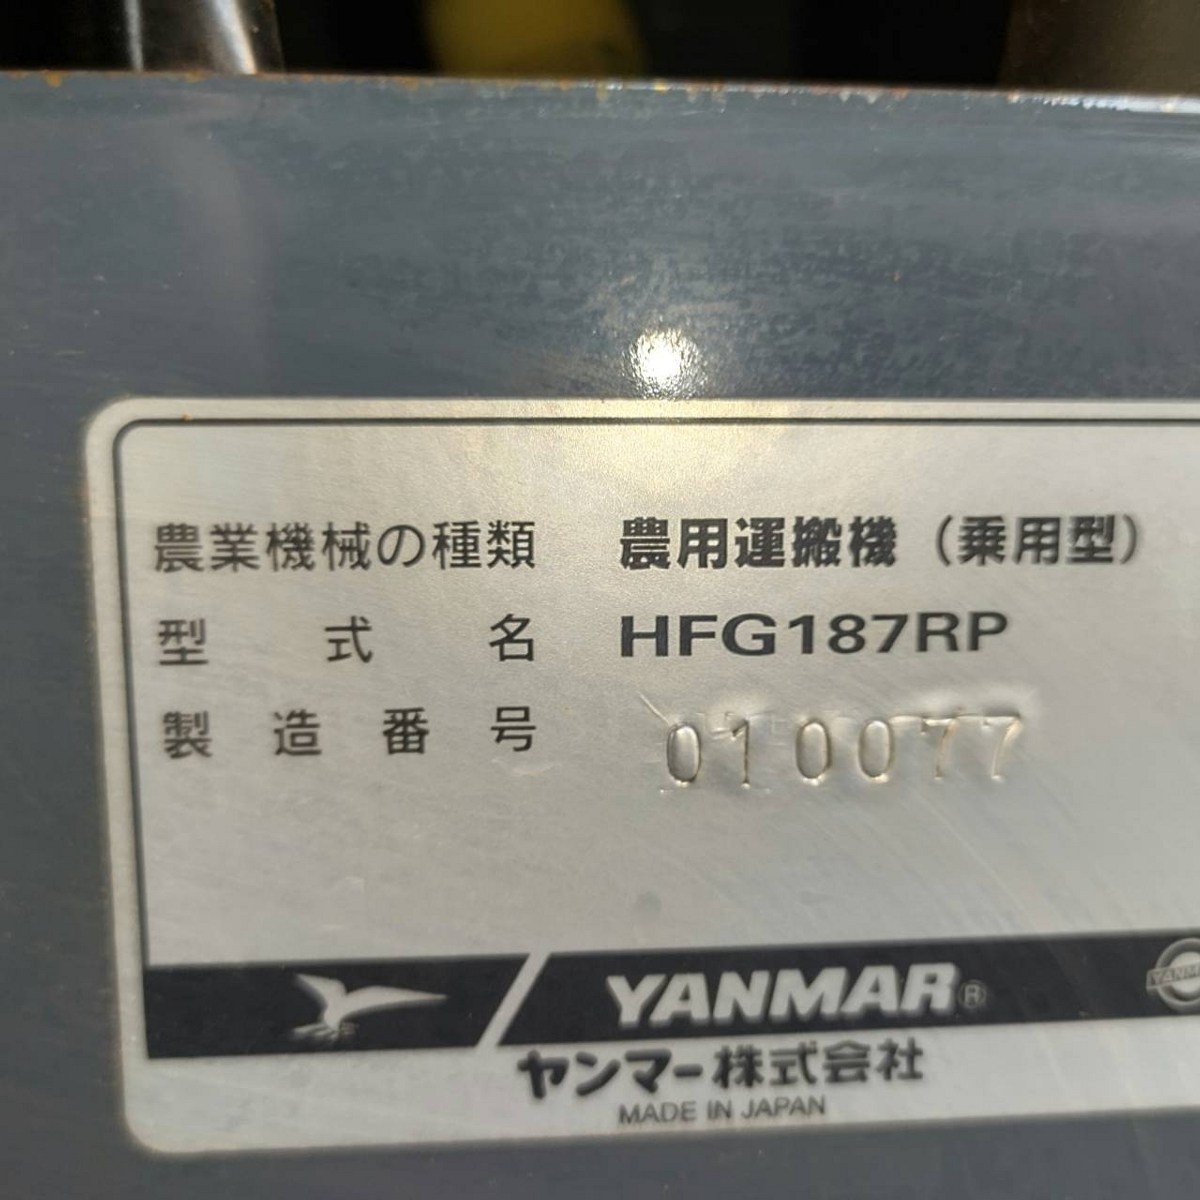 農業機械の種類 農用運搬機（乗用型）
型式名 HFG187RP
製造番号 010077
YANMAR®
ヤンマー株式会社
MADE IN JAPAN